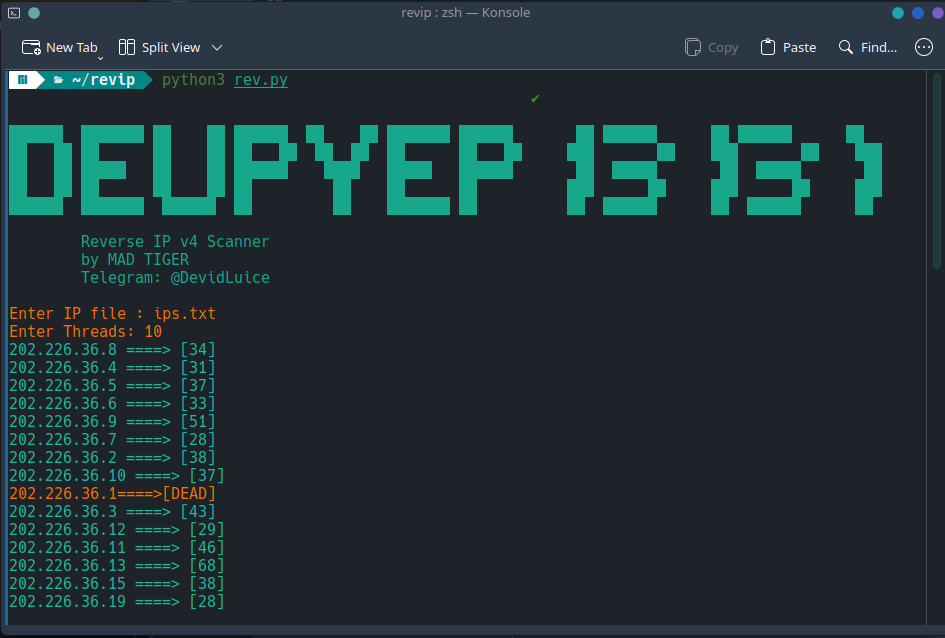 revip : zsh — Konsole
New Tab Split View Copy Paste Find...
~/revip python3 rev.py
✔
Reverse IP v4 Scanner
by MAD TIGER
Telegram: @DevidLuice
Enter IP file : ips.txt
Enter Threads: 10
202.226.36.8 ====> [34]
202.226.36.4 ====> [31]
202.226.36.5 ====> [37]
202.226.36.6 ====> [33]
202.226.36.9 ====> [51]
202.226.36.7 ====> [28]
202.226.36.2 ====> [38]
202.226.36.10 ====> [37]
202.226.36.1====>[DEAD]
202.226.36.3 ====> [43]
202.226.36.12 ====> [29]
202.226.36.11 ====> [46]
202.226.36.13 ====> [68]
202.226.36.15 ====> [38]
202.226.36.19 ====> [28]